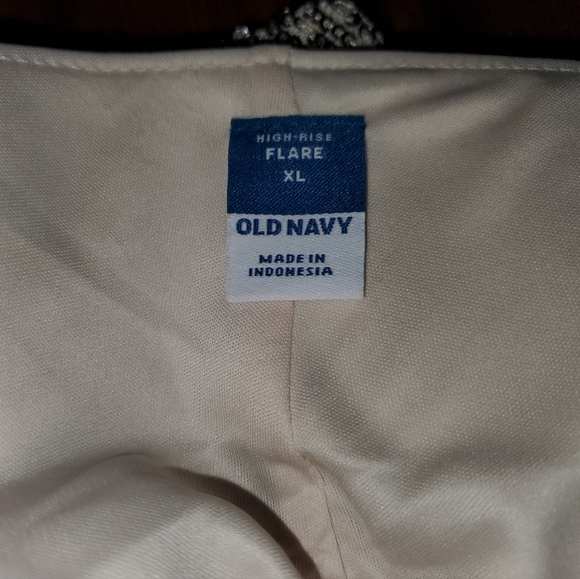 HIGH-RISE
FLARE
XL
OLD NAVY
MADE IN
INDONESIA